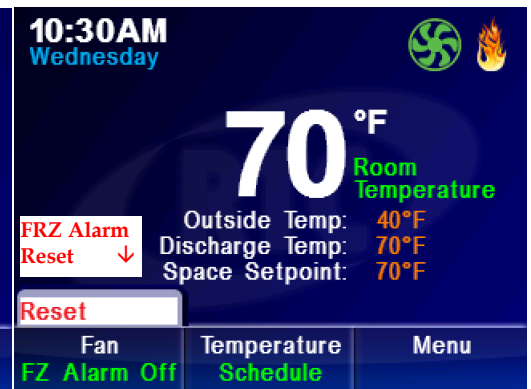 10:30AM
Wednesday
70 °F
Room
Temperature
Outside Temp: 40°F
Discharge Temp: 70°F
Space Setpoint: 70°F
FRZ Alarm
Reset ↓
Reset
Fan
FZ Alarm Off
Temperature
Schedule
Menu